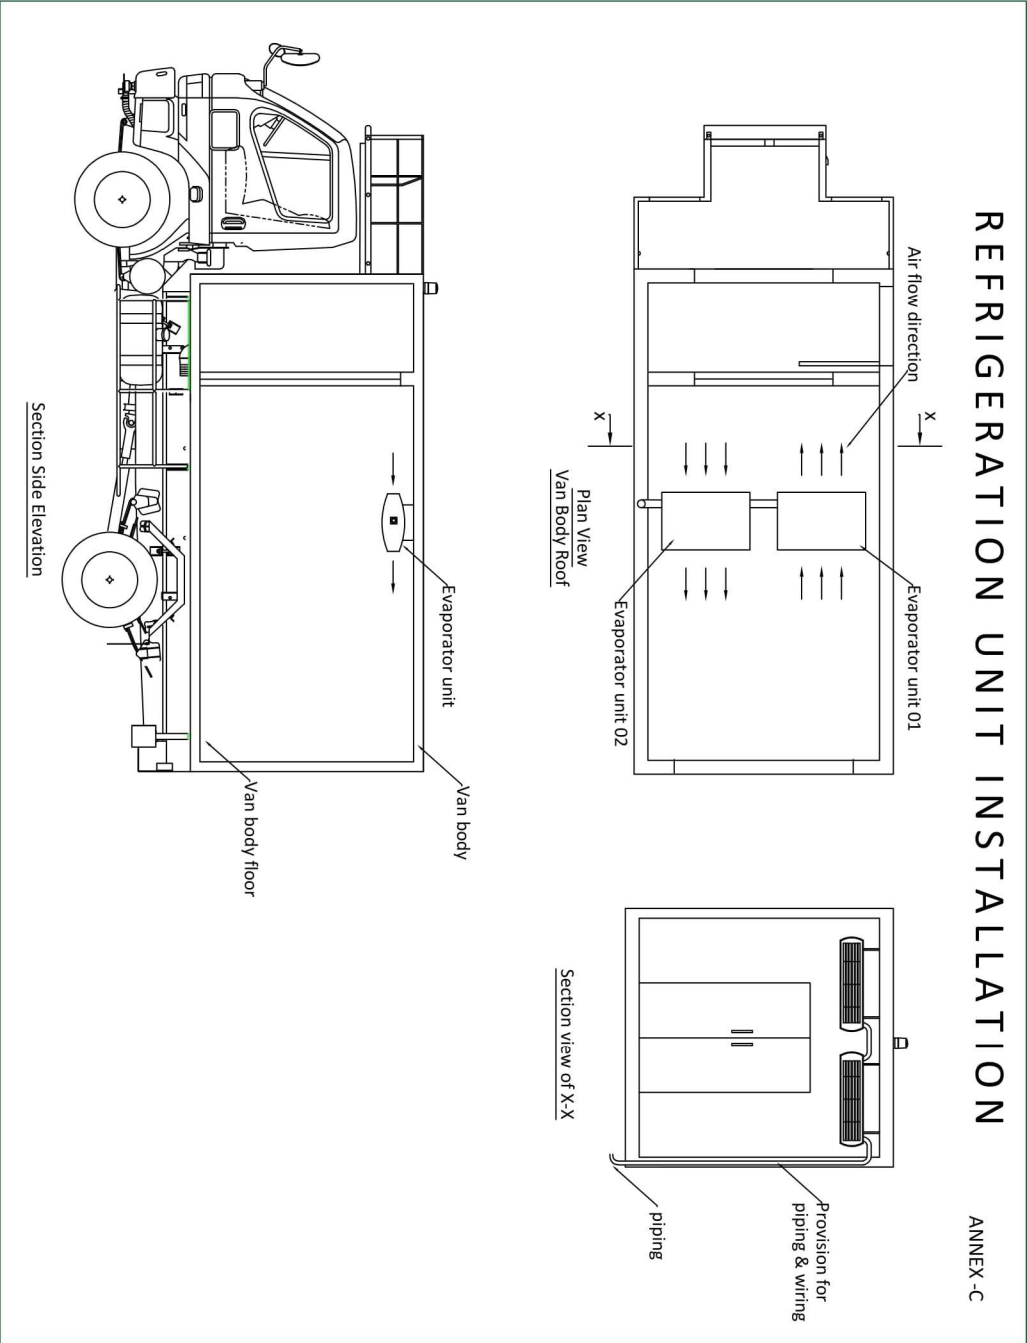 REFRIGERATION UNIT INSTALLATION
ANNEX -C
Air flow direction
X
X
Evaporator unit 01
Evaporator unit 02
Plan View
Van Body Roof
Provision for
piping & wiring
piping
Section view of X-X
Evaporator unit
Van body
Van body floor
Section Side Elevation